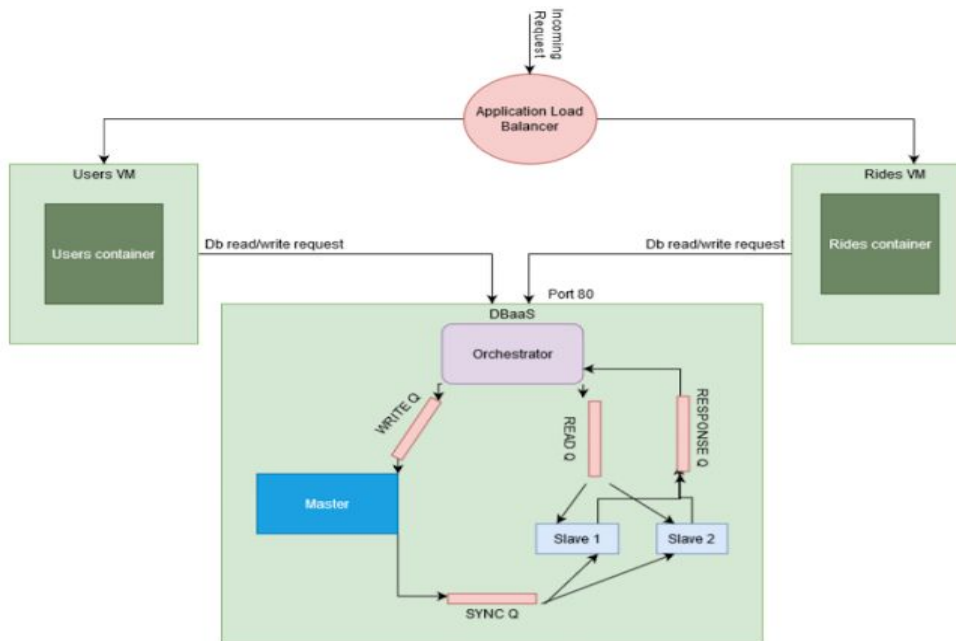 Incoming
Request
Application Load
Balancer
Users VM
Rides VM
Users container
Rides container
Db read/write request
Db read/write request
Port 80
DBaaS
Orchestrator
WRITE Q
READ Q
RESPONSE Q
Master
Slave 1
Slave 2
SYNC Q